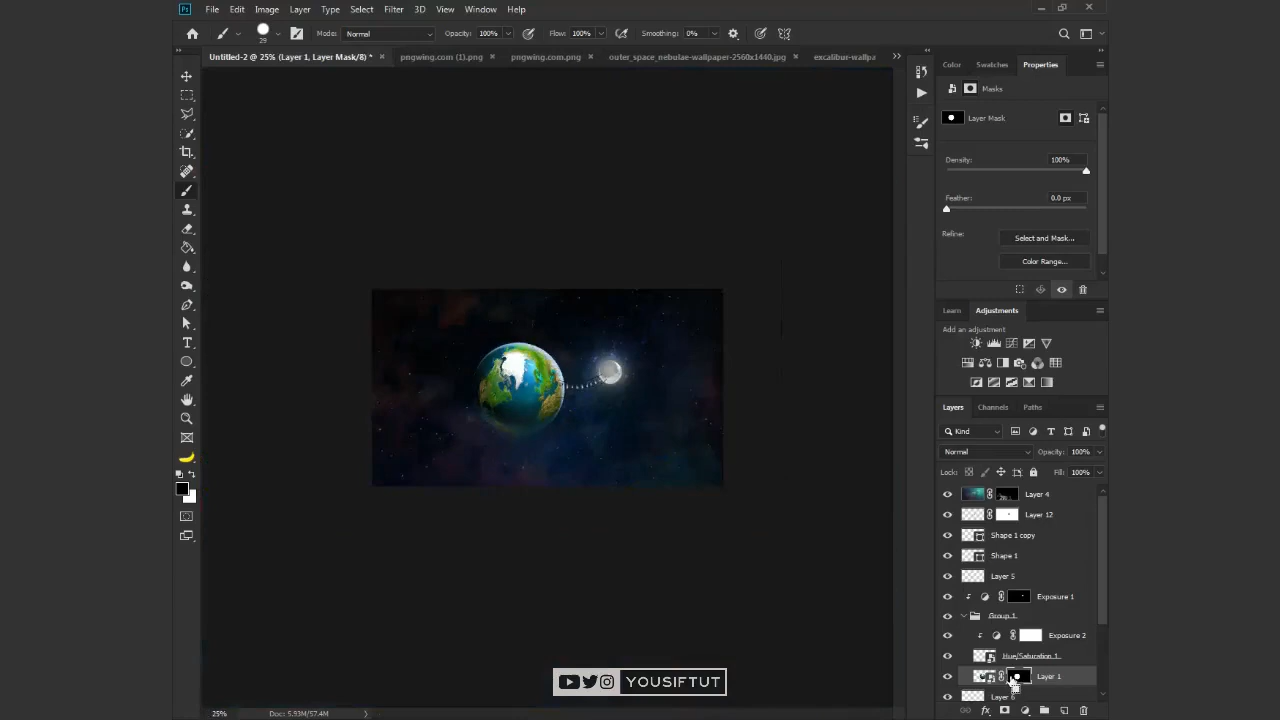 Ps File Edit Image Layer Type Select Filter 3D View Window Help
29 Mode: Normal Opacity: 100% Flow: 100% Smoothing: 0%
Untitled-2 @ 25% (Layer 1, Layer Mask/8) * pngwing.com (1).png pngwing.com.png outer_space_nebulae-wallpaper-2560x1440.jpg excalibur-wallpa
Color Swatches Properties
Masks
Layer Mask
Density: 100%
Feather: 0.0 px
Refine: Select and Mask...
Color Range...
Learn Adjustments
Add an adjustment
Layers Channels Paths
Kind
Normal Opacity: 100%
Lock: Fill: 100%
Layer 4
Layer 12
Shape 1 copy
Shape 1
Layer 5
Exposure 1
Group 1
Exposure 2
Hue/Saturation 1
Layer 1
Layer 6
YOUSIFTUT
25% Doc: 5.93M/57.4M